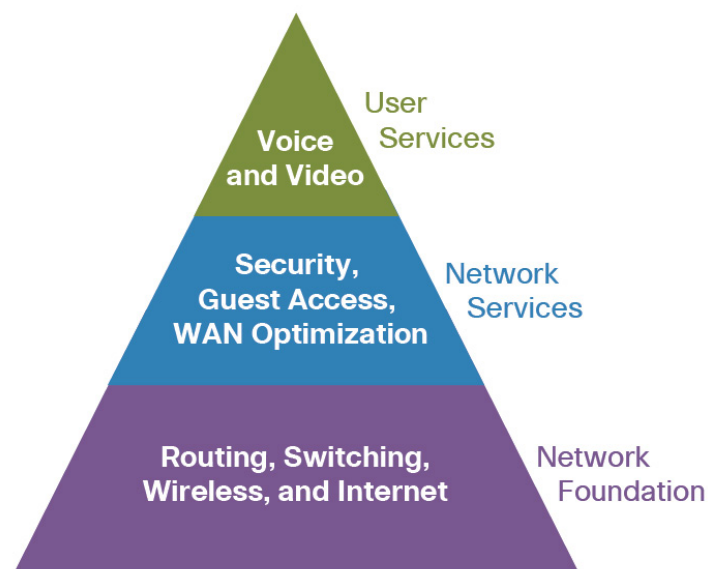 User
Services
Voice
and Video
Security,
Guest Access,
WAN Optimization
Network
Services
Routing, Switching,
Wireless, and Internet
Network
Foundation